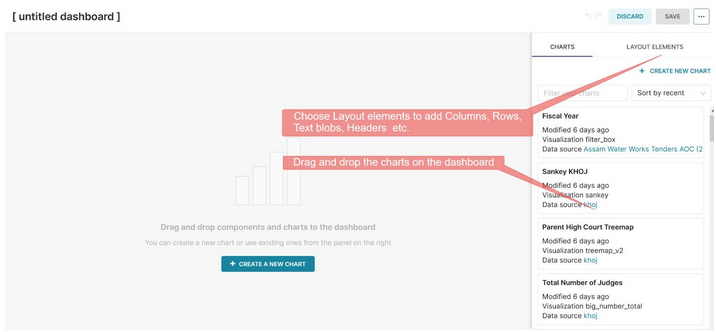 [ untitled dashboard ]
DISCARD
SAVE
CHARTS
LAYOUT ELEMENTS
+ CREATE NEW CHART
Filter your charts
Sort by recent
Choose Layout elements to add Columns, Rows,
Text blobs, Headers etc.
Fiscal Year
Modified 6 days ago
Visualization filter_box
Data source Assam Water Works Tenders AOC (2
Drag and drop the charts on the dashboard
Sankey KHOJ
Modified 6 days ago
Visualization sankey
Data source khoj
Parent High Court Treemap
Modified 6 days ago
Visualization treemap_v2
Data source khoj
Total Number of Judges
Modified 6 days ago
Visualization big_number_total
Data source khoj
Drag and drop components and charts to the dashboard
You can create a new chart or use existing ones from the panel on the right
+ CREATE A NEW CHART